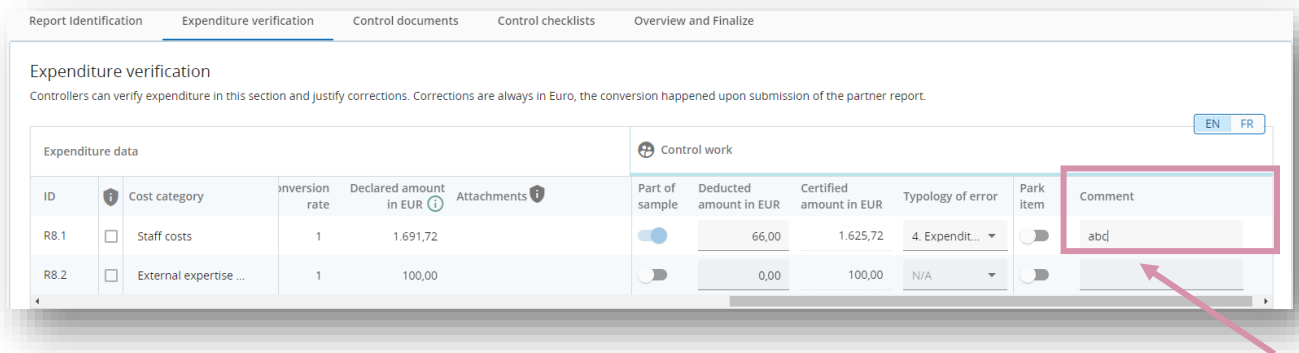 Report Identification Expenditure verification Control documents Control checklists Overview and Finalize
Expenditure verification
Controllers can verify expenditure in this section and justify corrections. Corrections are always in Euro, the conversion happened upon submission of the partner report.
EN FR
Expenditure data Control work
ID Cost category onversion rate Declared amount in EUR Attachments Part of sample Deducted amount in EUR Certified amount in EUR Typology of error Park item Comment
R8.1 Staff costs 1 1.691,72 66,00 1.625,72 4. Expendit... abc
R8.2 External expertise ... 1 100,00 0,00 100,00 N/A